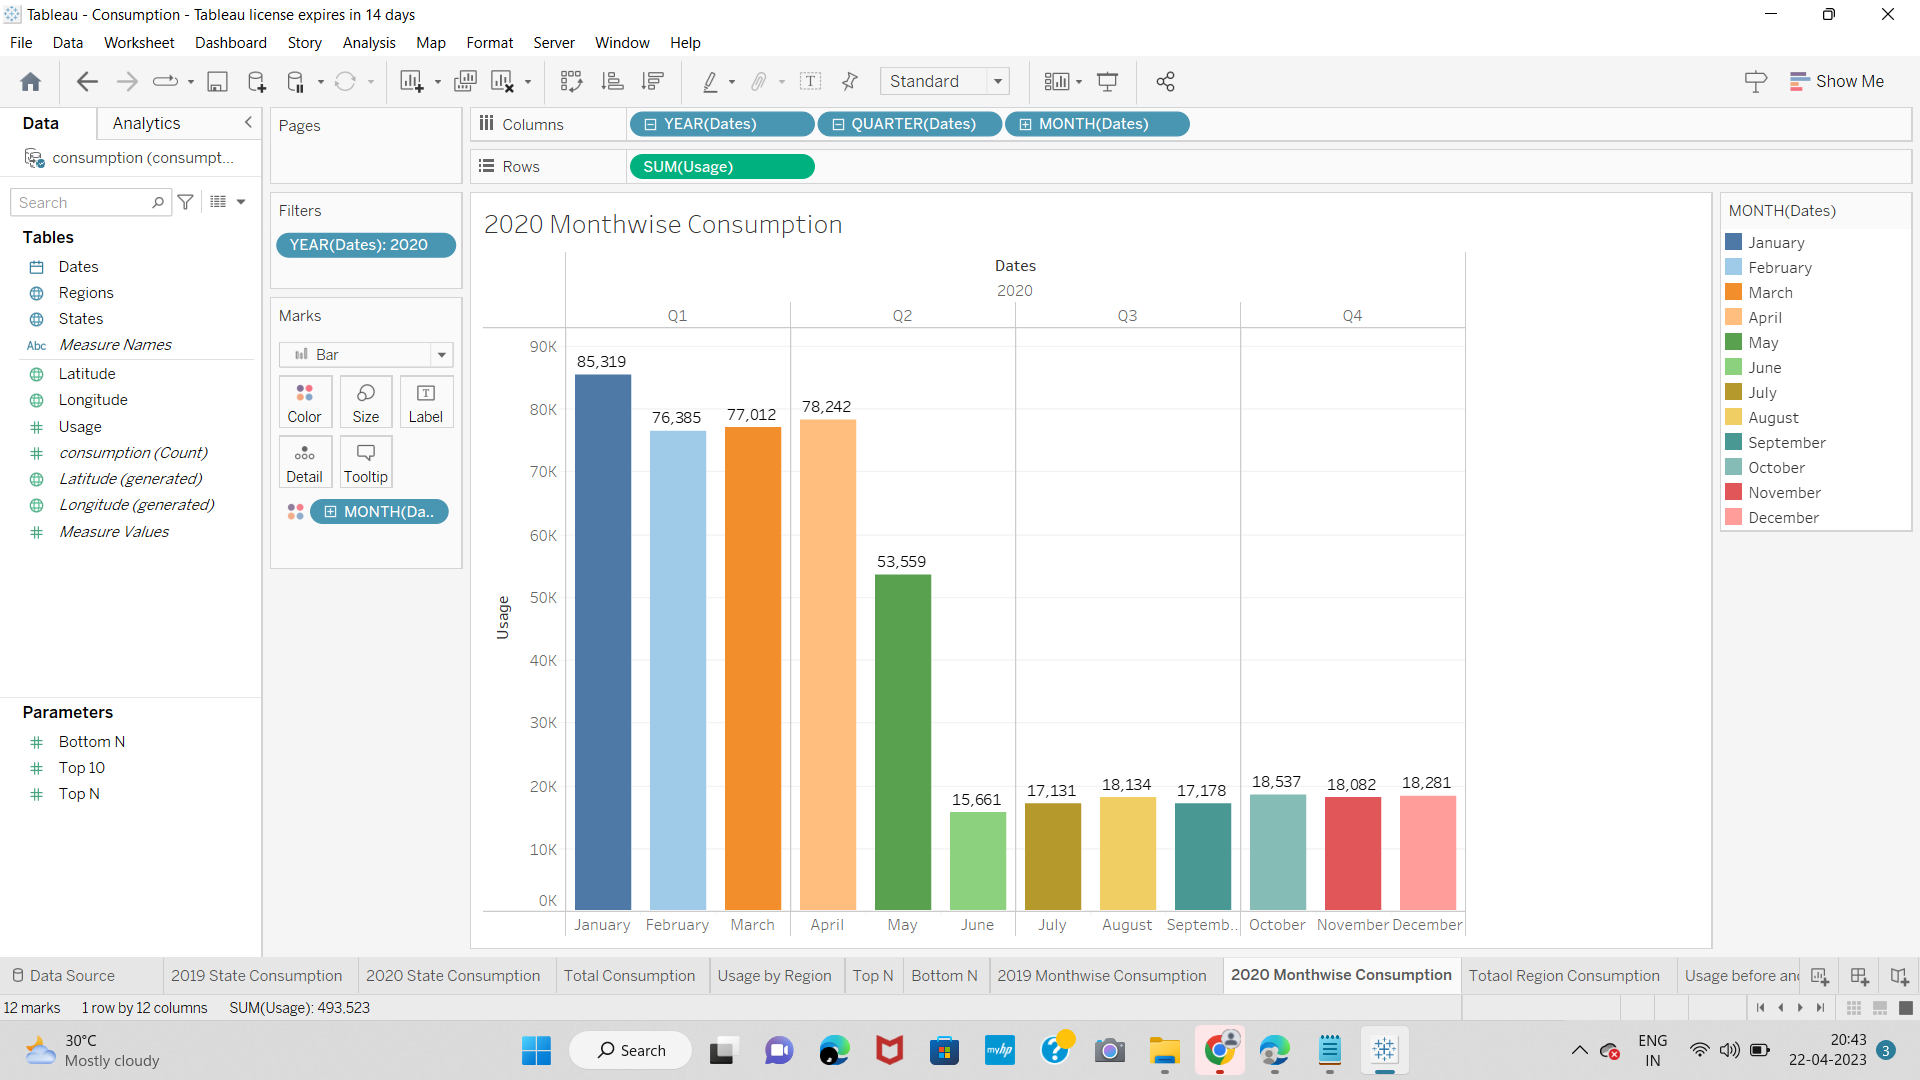 Tableau - Consumption - Tableau license expires in 14 days
File Data Worksheet Dashboard Story Analysis Map Format Server Window Help
Standard
Show Me
Data Analytics
consumption (consumpt...
Search
Tables
Dates
Regions
States
Abc Measure Names
Latitude
Longitude
Usage
consumption (Count)
Latitude (generated)
Longitude (generated)
Measure Values
Parameters
Bottom N
Top 10
Top N
Pages
Filters
YEAR(Dates): 2020
Marks
Bar
Color Size Label
Detail Tooltip
MONTH(Da..
Columns YEAR(Dates) QUARTER(Dates) MONTH(Dates)
Rows SUM(Usage)
2020 Monthwise Consumption
Dates
2020
Q1 Q2 Q3 Q4
90K
80K
70K
60K
50K
40K
30K
20K
10K
0K
Usage
85,319 76,385 77,012 78,242 53,559 15,661 17,131 18,134 17,178 18,537 18,082 18,281
January February March April May June July August Septemb.. October November December
MONTH(Dates)
January
February
March
April
May
June
July
August
September
October
November
December
Data Source 2019 State Consumption 2020 State Consumption Total Consumption Usage by Region Top N Bottom N 2019 Monthwise Consumption 2020 Monthwise Consumption Totaol Region Consumption Usage before an
12 marks 1 row by 12 columns SUM(Usage): 493,523
30°C
Mostly cloudy
Search
myhp
ENG
IN
20:43
22-04-2023
3